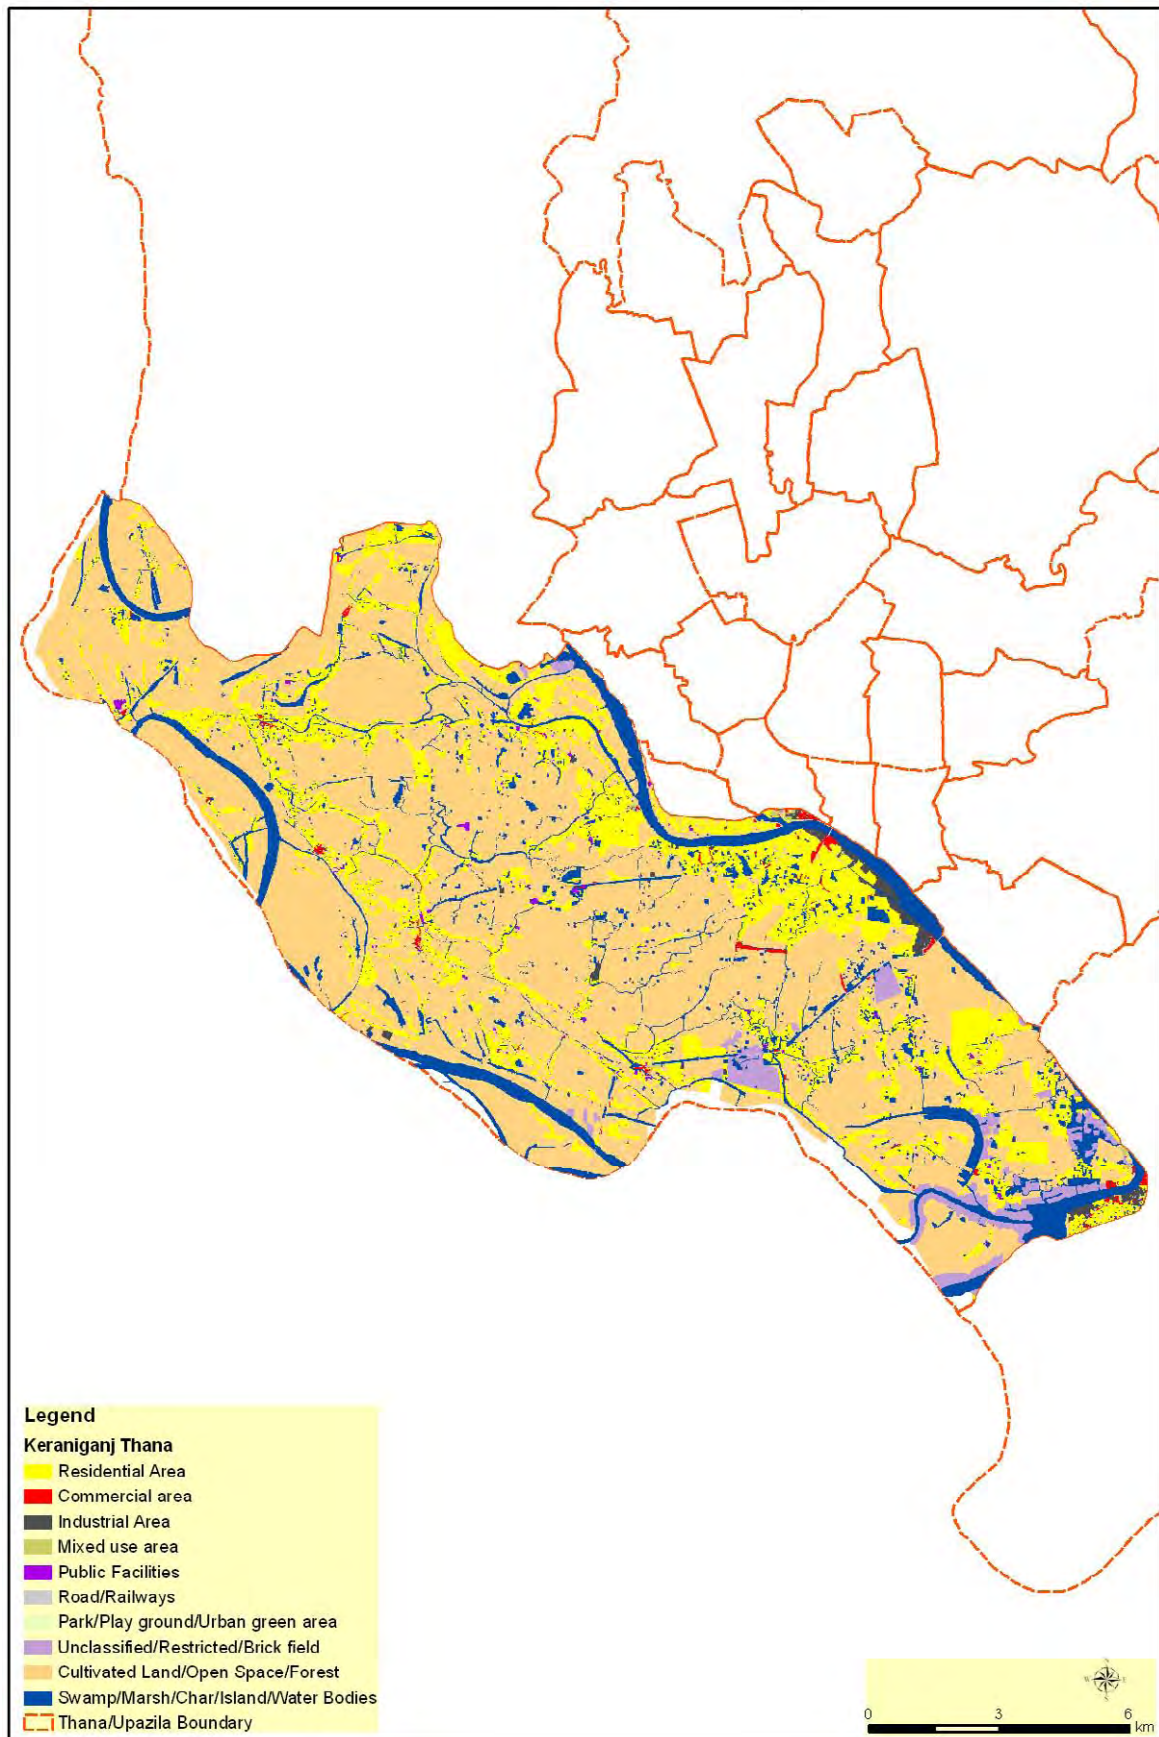 Legend
Keraniganj Thana
Residential Area
Commercial area
Industrial Area
Mixed use area
Public Facilities
Road/Railways
Park/Play ground/Urban green area
Unclassified/Restricted/Brick field
Cultivated Land/Open Space/Forest
Swamp/Marsh/Char/Island/Water Bodies
Thana/Upazila Boundary
W E
0 3 6
km